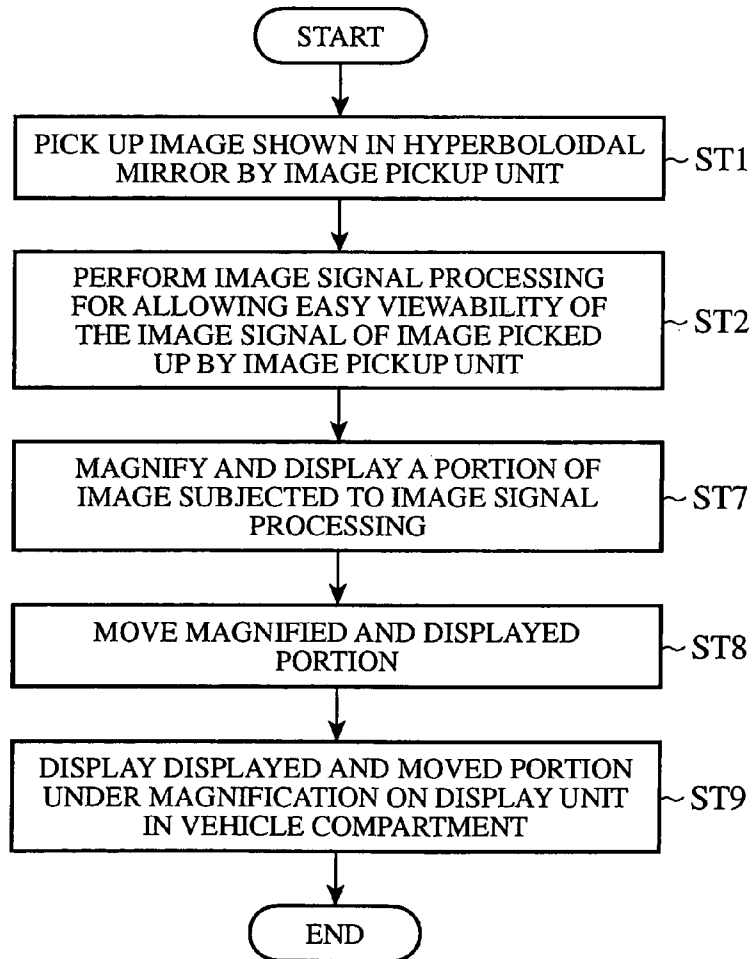 START
PICK UP IMAGE SHOWN IN HYPERBOLOIDAL
MIRROR BY IMAGE PICKUP UNIT
~ ST1
PERFORM IMAGE SIGNAL PROCESSING
FOR ALLOWING EASY VIEWABILITY OF
THE IMAGE SIGNAL OF IMAGE PICKED
UP BY IMAGE PICKUP UNIT
~ ST2
MAGNIFY AND DISPLAY A PORTION OF
IMAGE SUBJECTED TO IMAGE SIGNAL
PROCESSING
~ ST7
MOVE MAGNIFIED AND DISPLAYED
PORTION
~ ST8
DISPLAY DISPLAYED AND MOVED PORTION
UNDER MAGNIFICATION ON DISPLAY UNIT
IN VEHICLE COMPARTMENT
~ ST9
END